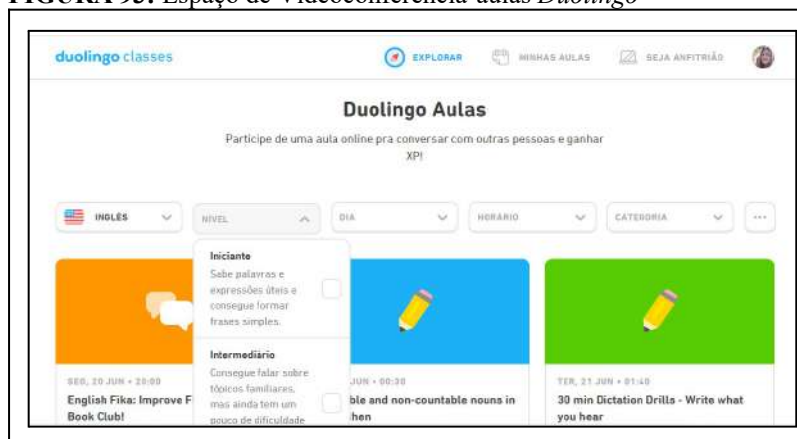 FIGURA 93: Espaço de Videoconferência-aulas Duolingo
duolingo classes
EXPLORAR
MINHAS AULAS
SEJA ANFITRIÃO
Duolingo Aulas
Participe de uma aula online pra conversar com outras pessoas e ganhar
XP!
INGLÊS
NÍVEL
DIA
HORÁRIO
CATEGORIA
Iniciante
Sabe palavras e
expressões úteis e
consegue formar
frases simples.
Intermediário
Consegue falar sobre
tópicos familiares,
mas ainda tem um
pouco de dificuldade
SEG, 20 JUN • 20:00
English Fika: Improve F
Book Club!
JUN • 00:30
ble and non-countable nouns in
hen
TER, 21 JUN • 01:40
30 min Dictation Drills - Write what
you hear